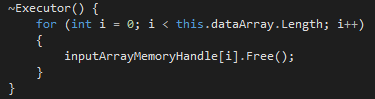 ~Executor() {
    for (int i = 0; i < this.dataArray.Length; i++)
    {
        inputArrayMemoryHandle[i].Free();
    }
}